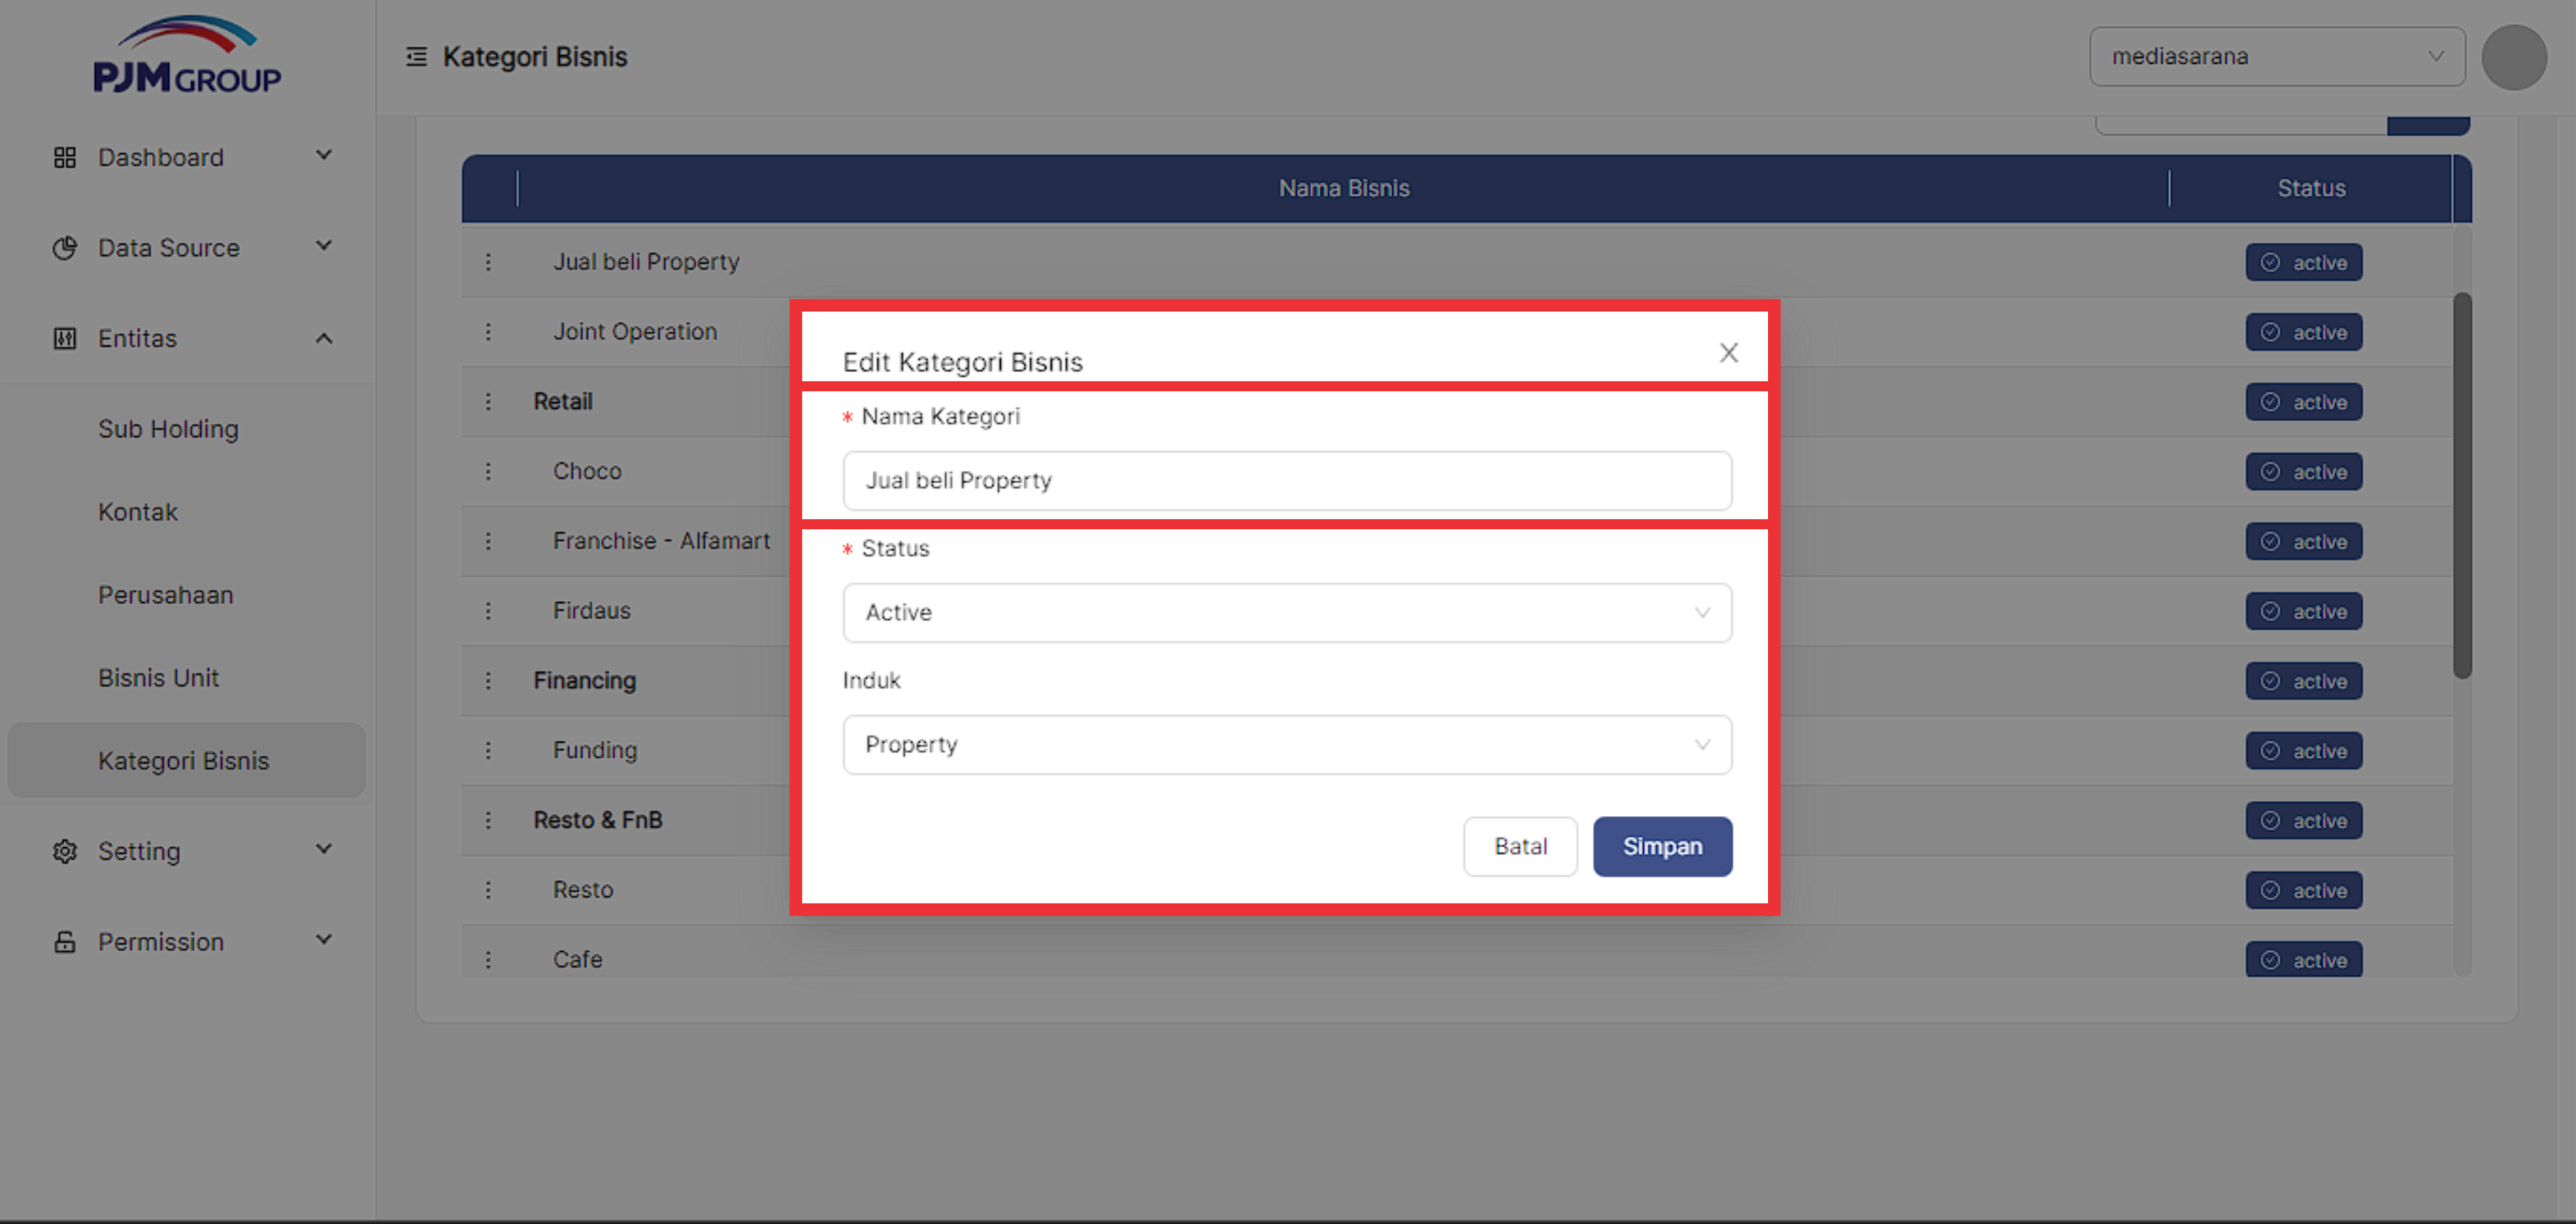 PJM GROUP
Kategori Bisnis
mediasarana
Dashboard
Data Source
Entitas
Sub Holding
Kontak
Perusahaan
Bisnis Unit
Kategori Bisnis
Setting
Permission
Nama Bisnis Status
Jual beli Property active
Joint Operation active
Retail active
Choco active
Franchise - Alfamart active
Firdaus active
Financing active
Funding active
Resto & FnB active
Resto active
Cafe active
Edit Kategori Bisnis
* Nama Kategori
Jual beli Property
* Status
Active
Induk
Property
Batal Simpan